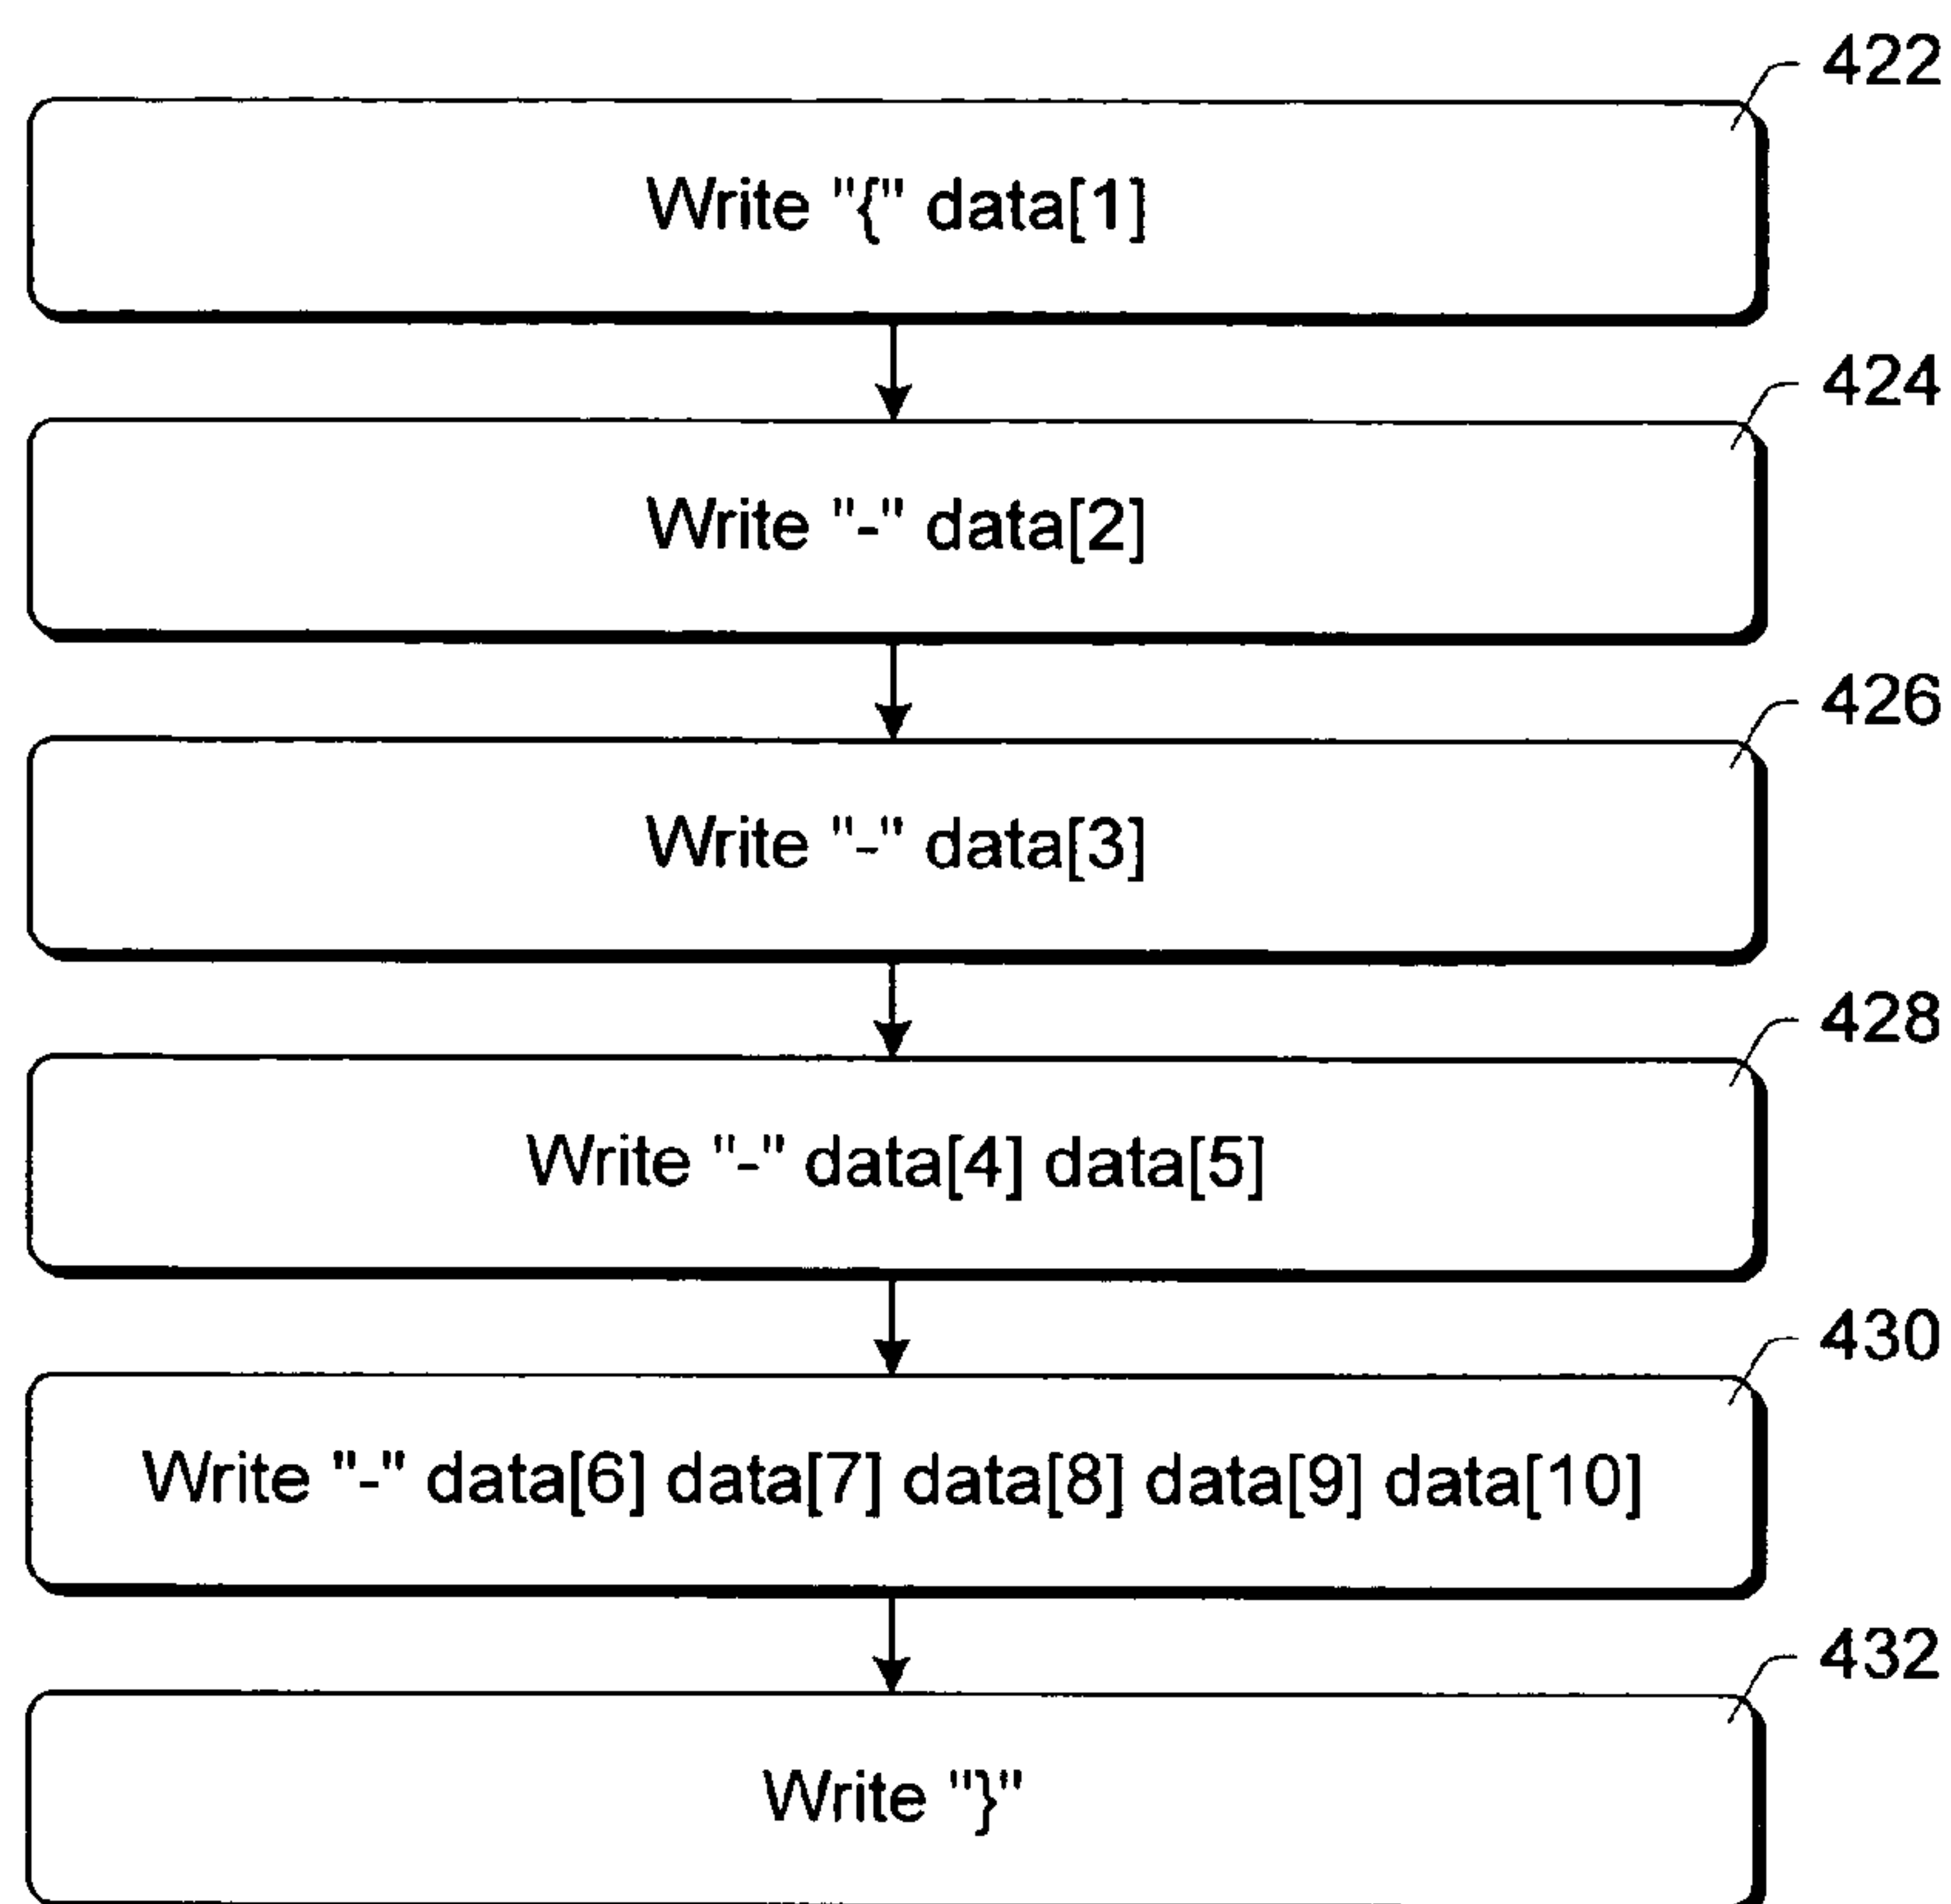 422
Write "{" data[1]
424
Write "-" data[2]
426
Write "-" data[3]
428
Write "-" data[4] data[5]
430
Write "-" data[6] data[7] data[8] data[9] data[10]
432
Write "}"